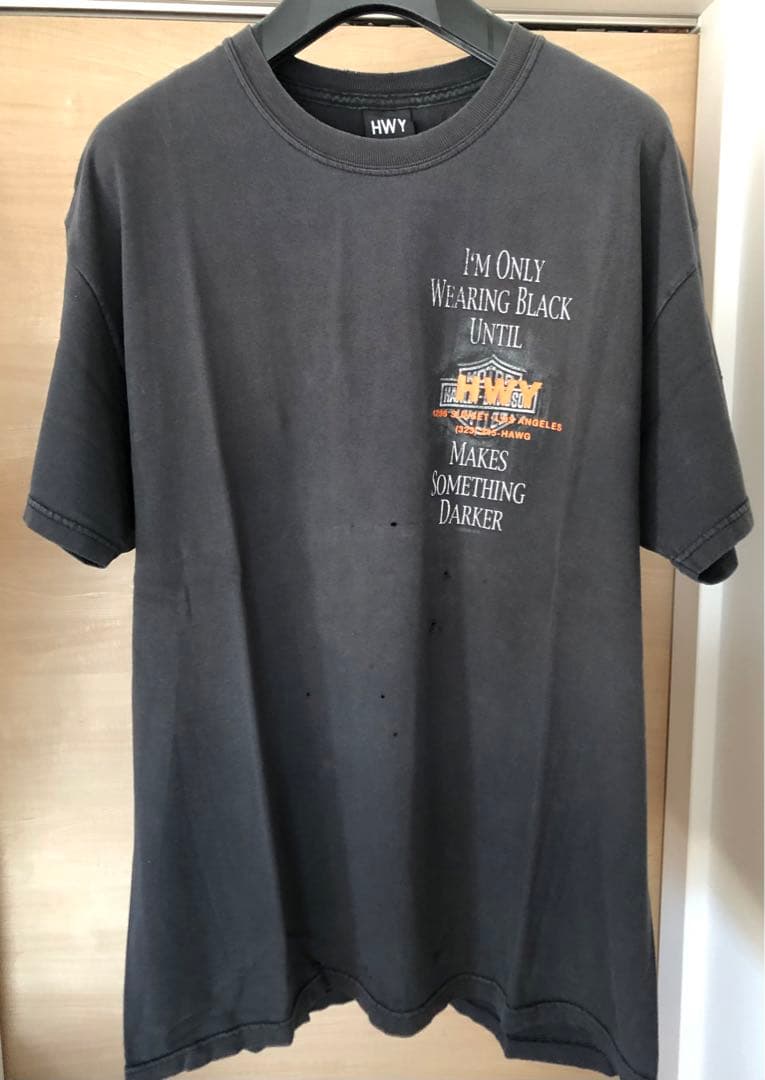 HWY
I'M ONLY
WEARING BLACK
UNTIL
HWY
SUNSET LOS ANGELES
(323) -HAWG
MAKES
SOMETHING
DARKER